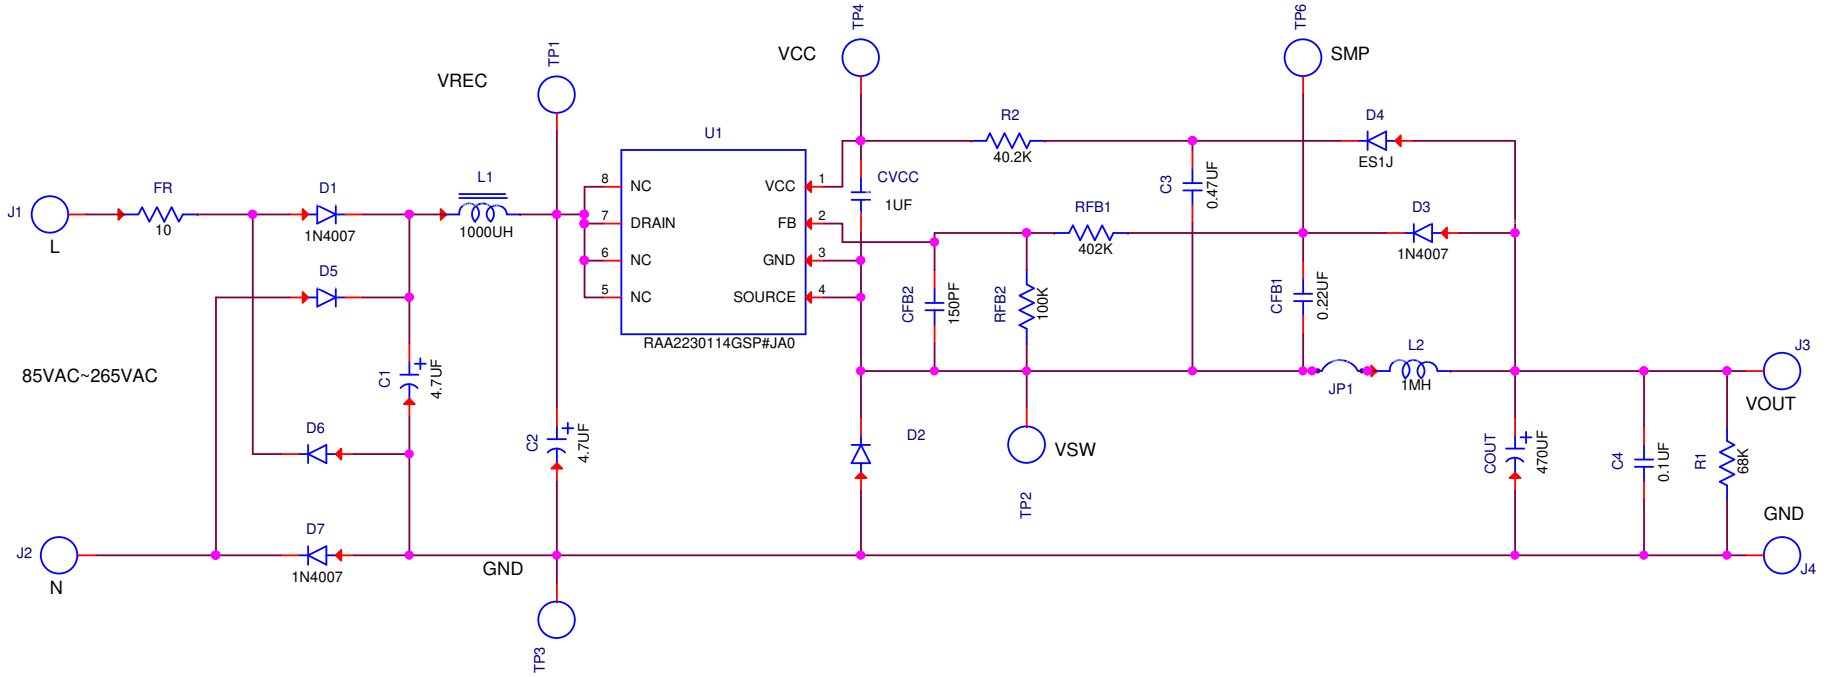 TP4
TP6
VCC
SMP
TP1
VREC
D4
R2
40.2K
ES1J
U1
8 NC
VCC 1
CVCC
1UF
C3
0.47UF
FR
10
D1
1N4007
L1
1000UH
J1
L
7 DRAIN
FB 2
RFB1
402K
D3
1N4007
6 NC
GND 3
D5
5 NC
SOURCE 4
CFB2
150PF
RFB2
100K
CFB1
0.22UF
RAA2230114GSP#JA0
L2
1MH
J3
VOUT
JP1
85VAC~265VAC
C1
+
4.7UF
D6
C2
+
4.7UF
D2
VSW
TP2
COUT
+
470UF
C4
0.1UF
R1
68K
GND
D7
1N4007
J2
N
GND
J4
TP3